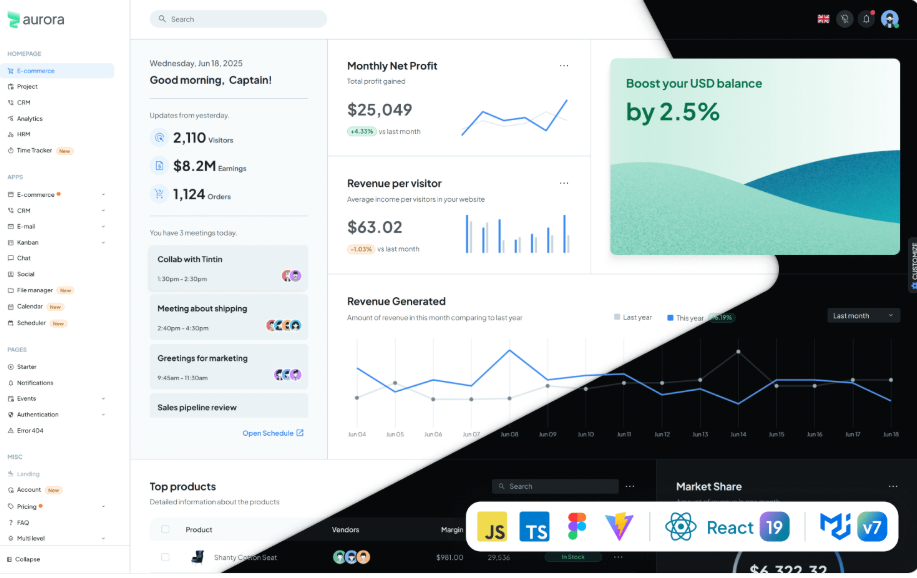 aurora
Search
HOMEPAGE
E-commerce
Project
CRM
Analytics
HRM
Time Tracker New
APPS
E-commerce
CRM
E-mail
Kanban
Chat
Social
File manager New
Calendar New
Scheduler New
PAGES
Starter
Notifications
Events
Authentication
Error 404
MISC
Landing
Account New
Pricing
FAQ
Multi level
Collapse
Wednesday, Jun 18, 2025
Good morning, Captain!
Updates from yesterday.
2,110 Visitors
$8.2M Earnings
1,124 Orders
You have 3 meetings today.
Collab with Tintin
1:30pm - 2:30pm
Meeting about shipping
2:40pm - 4:30pm
Greetings for marketing
9:45am - 11:30am
Sales pipeline review
Open Schedule
Monthly Net Profit
Total profit gained
$25,049
+4.33% vs last month
Revenue per visitor
Average income per visitors in your website
$63.02
-1.03% vs last month
Boost your USD balance
by 2.5%
CUSTOMIZE
Revenue Generated
Amount of revenue in this month comparing to last year
Last year
This year
Last month
Jun 04 Jun 05 Jun 06 Jun 07 Jun 08 Jun 09 Jun 10 Jun 11 Jun 12 Jun 13 Jun 14 Jun 15 Jun 16 Jun 17 Jun 18
Top products
Detailed information about the products
Search
Product Vendors Margin
Shanty Cotton Seat $981.00 29,536 In Stock
Market Share
JS TS React 19 v7
$6,322.32